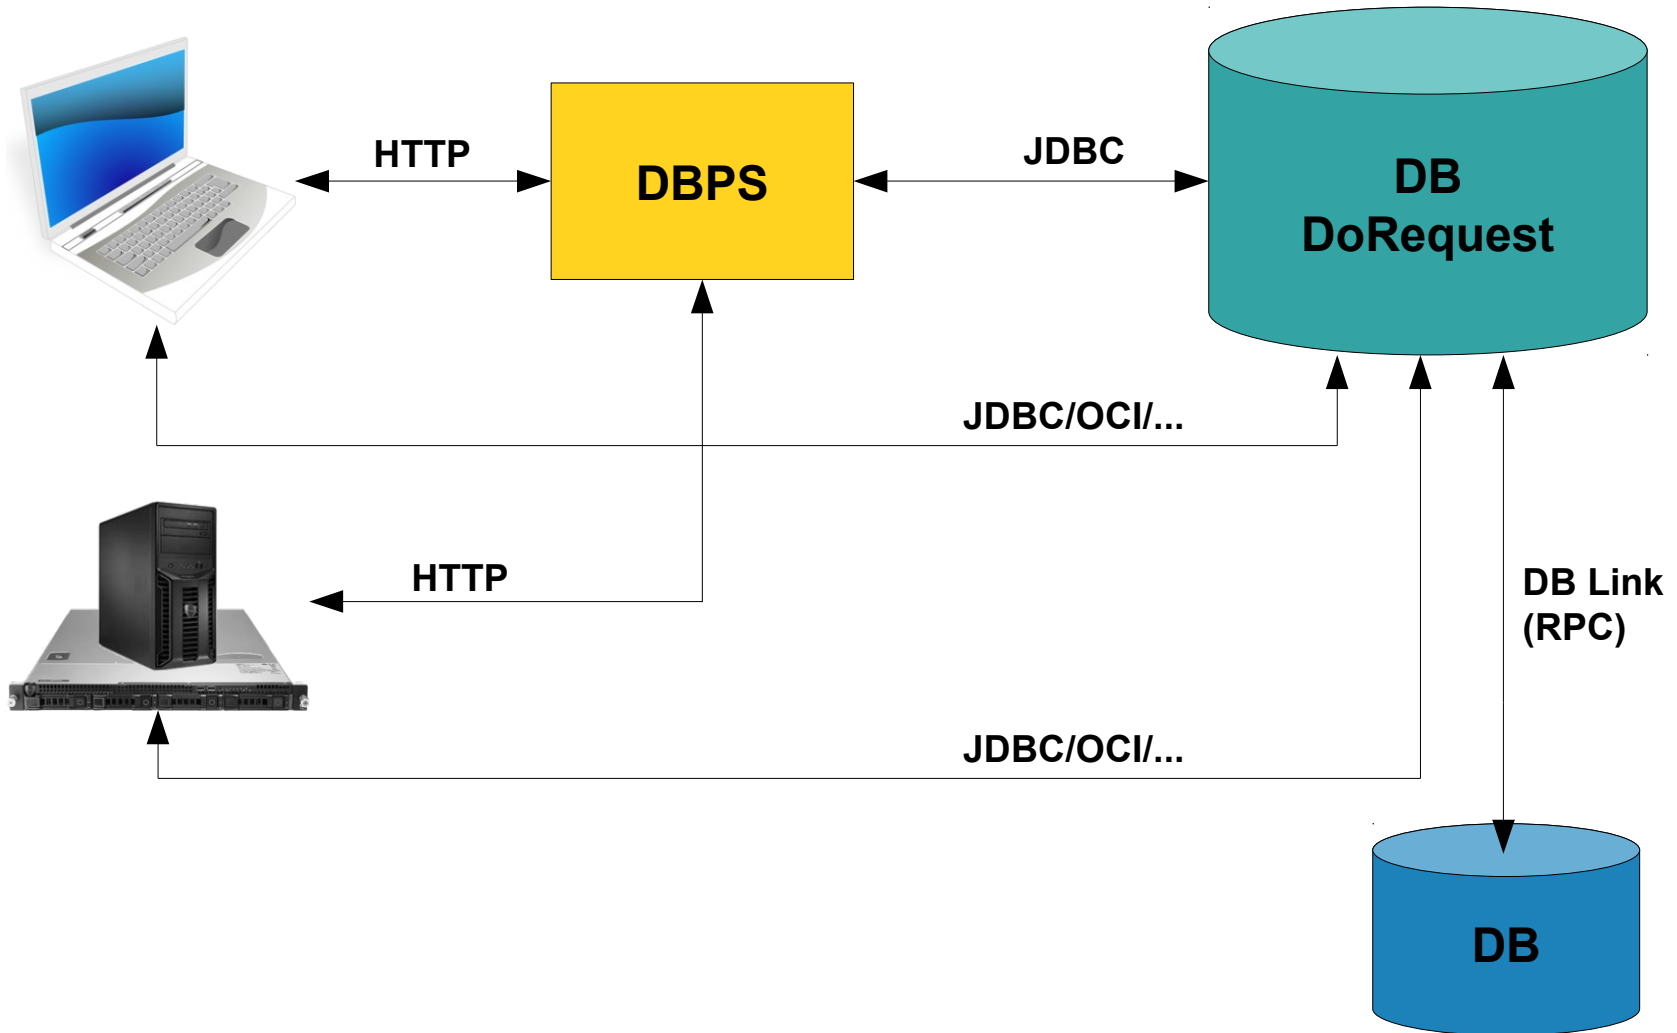 HTTP
DBPS
JDBC
DB
DoRequest
JDBC/OCI/...
HTTP
DB Link
(RPC)
JDBC/OCI/...
DB